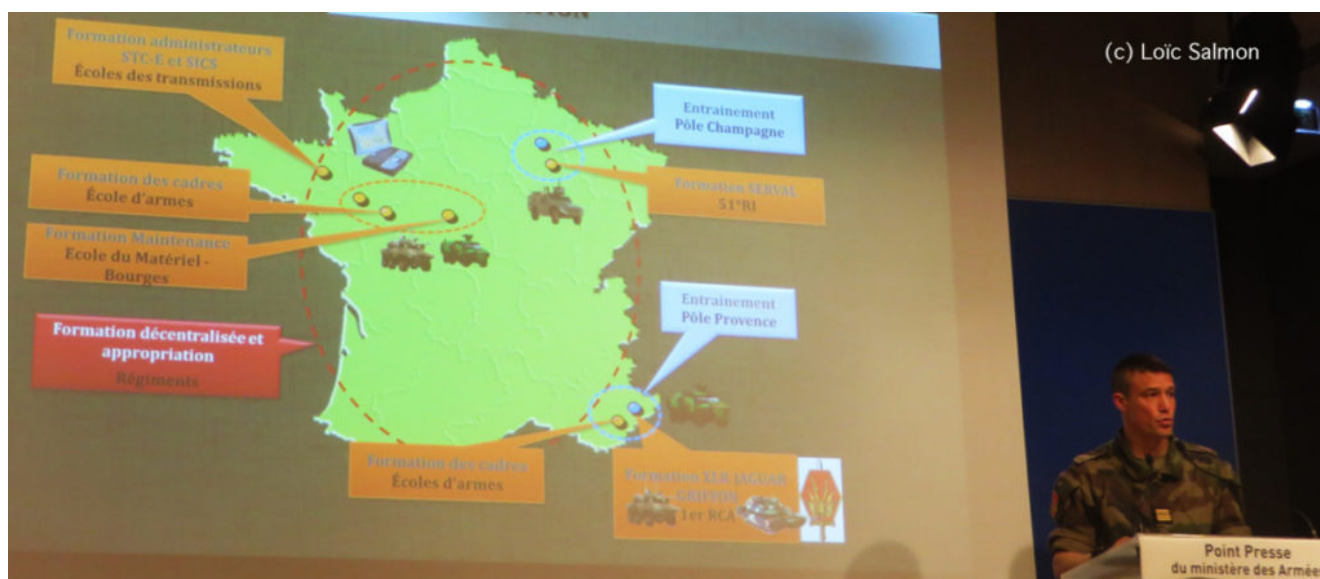 (c) Loïc Salmon
Formation administrateurs
STC-E et SICS
Écoles des transmissions
Entrainement
Pôle Champagne
Formation des cadres
École d'armes
Formation SERVAL
51°RI
Formation Maintenance
Ecole du Matériel -
Bourges
Entrainement
Pôle Provence
Formation décentralisée et
appropriation
Régiments
Formation des cadres
Écoles d'armes
Formation XLR JAGUAR
GRIFFON
1er RCA
Point Presse
du ministère des Armées